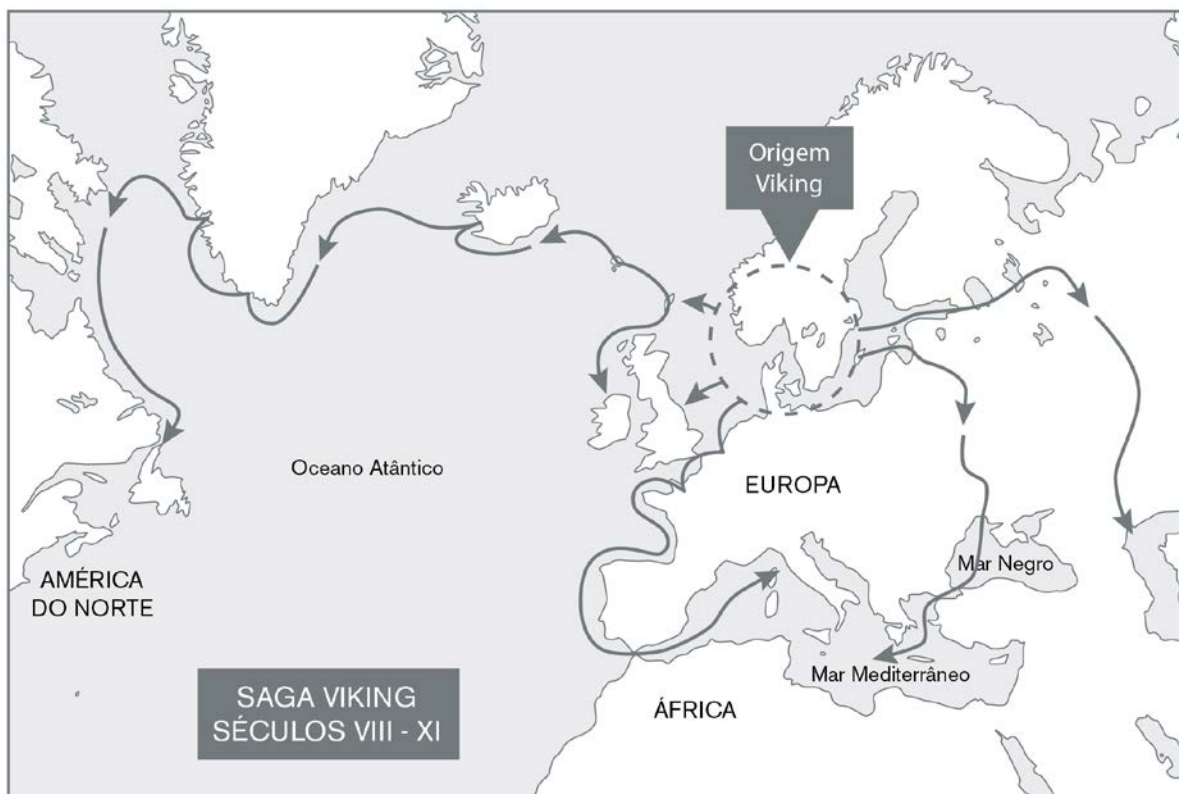 Origem
Viking
Oceano Atântico
EUROPA
Mar Negro
AMÉRICA
DO NORTE
Mar Mediterrâneo
SAGA VIKING
SÉCULOS VIII - XI
ÁFRICA